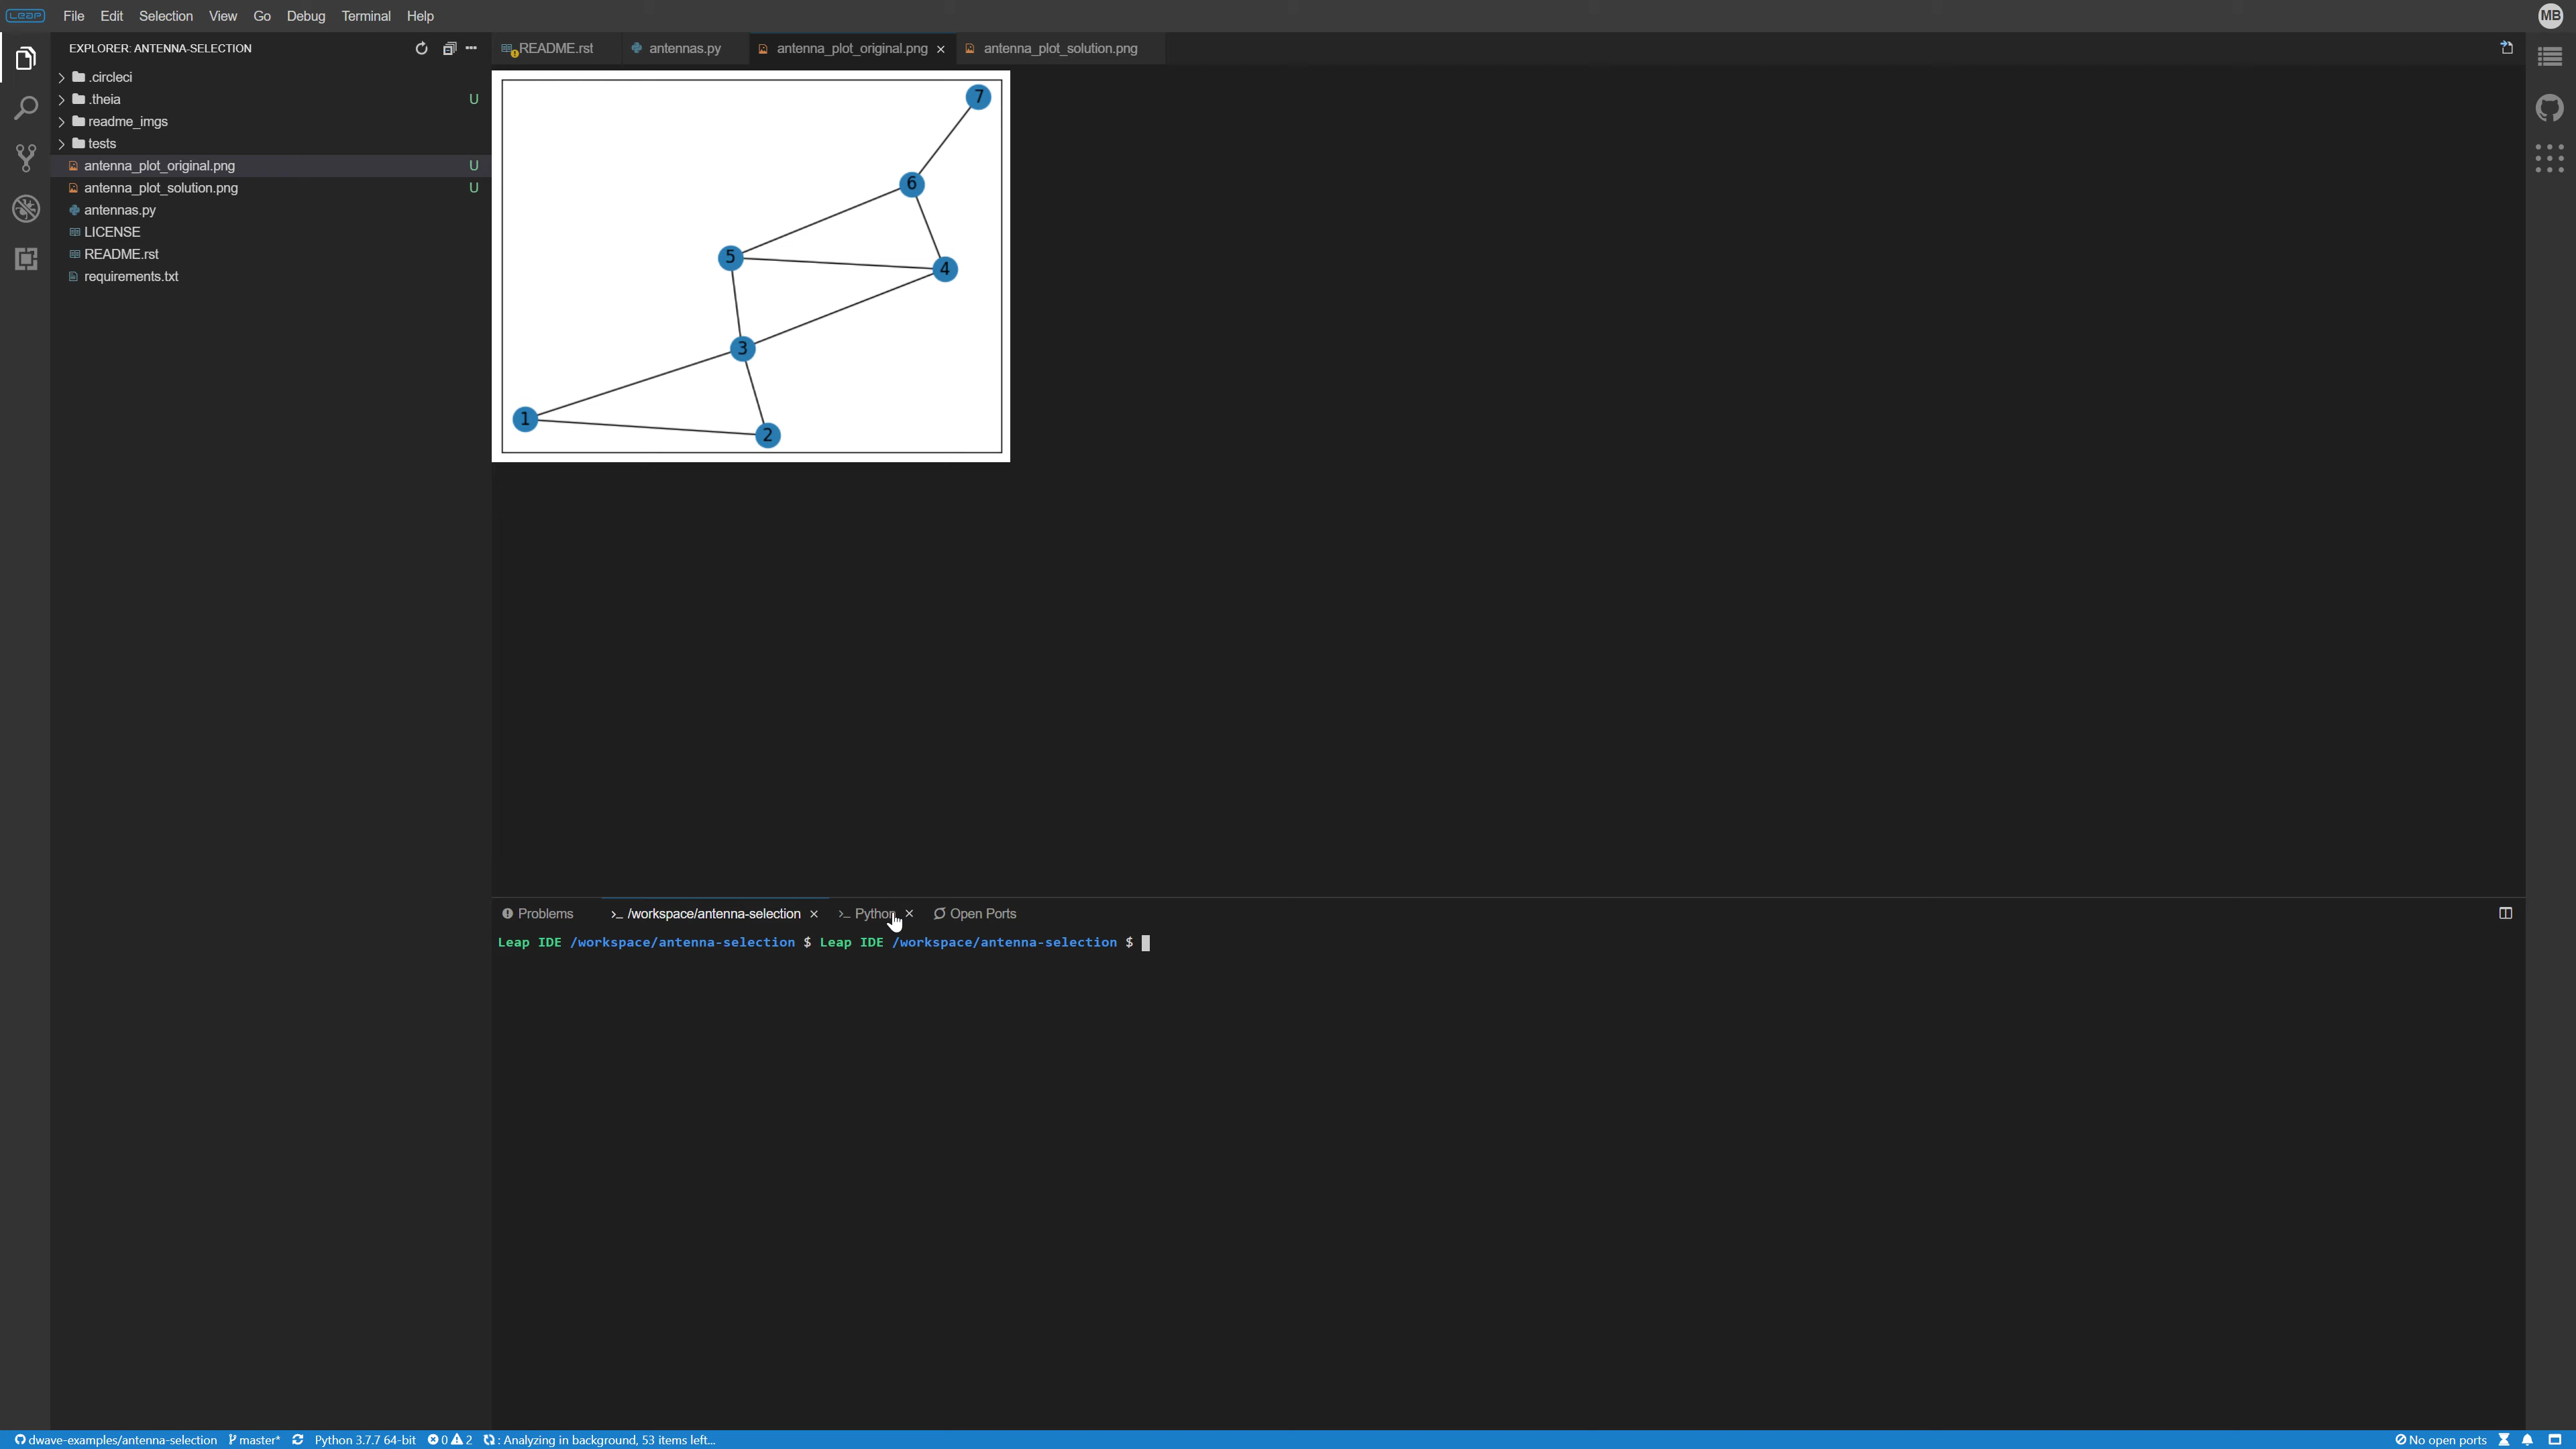 Leap File Edit Selection View Go Debug Terminal Help MB
EXPLORER: ANTENNA-SELECTION
.circleci
.theia U
readme_imgs
tests
antenna_plot_original.png U
antenna_plot_solution.png U
antennas.py
LICENSE
README.rst
requirements.txt
README.rst antennas.py antenna_plot_original.png antenna_plot_solution.png
7
6
5
4
3
1
2
Problems >_ /workspace/antenna-selection >_ Python Open Ports
Leap IDE /workspace/antenna-selection $ Leap IDE /workspace/antenna-selection $
dwave-examples/antenna-selection master* Python 3.7.7 64-bit 0 2 : Analyzing in background, 53 items left... No open ports